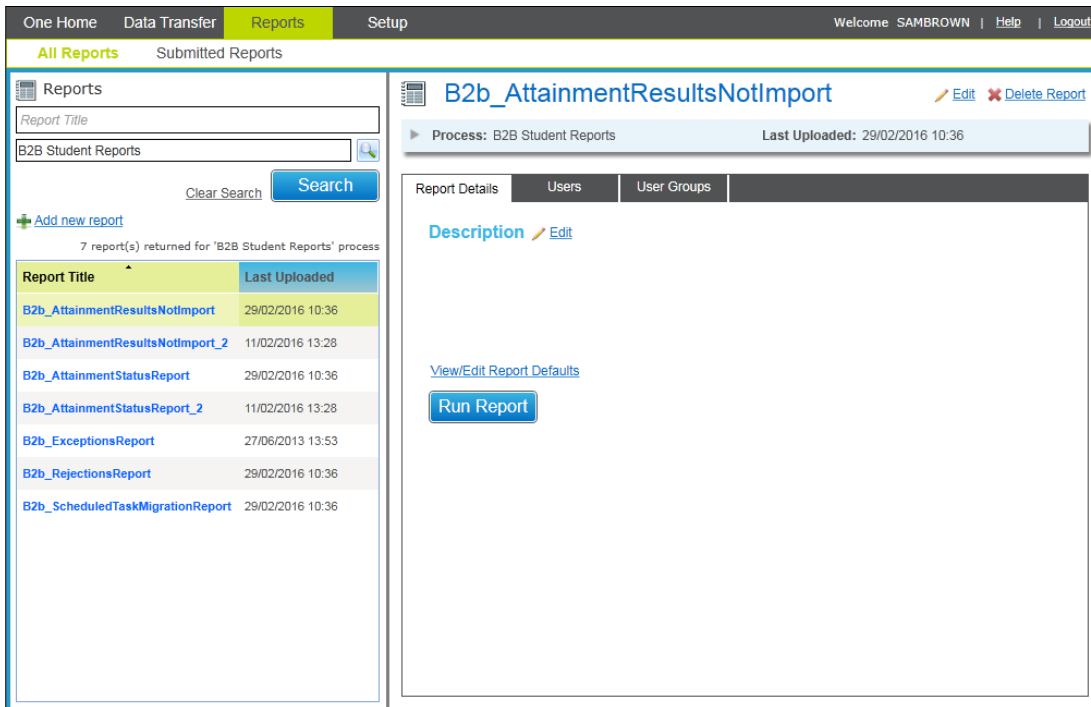 One Home Data Transfer Reports Setup Welcome SAMBROWN | Help | Logout
All Reports Submitted Reports
Reports
Report Title
B2B Student Reports
Clear Search Search
Add new report
7 report(s) returned for 'B2B Student Reports' process
Report Title Last Uploaded
B2b_AttainmentResultsNotImport 29/02/2016 10:36
B2b_AttainmentResultsNotImport_2 11/02/2016 13:28
B2b_AttainmentStatusReport 29/02/2016 10:36
B2b_AttainmentStatusReport_2 11/02/2016 13:28
B2b_ExceptionsReport 27/06/2013 13:53
B2b_RejectionsReport 29/02/2016 10:36
B2b_ScheduledTaskMigrationReport 29/02/2016 10:36
B2b_AttainmentResultsNotImport Edit Delete Report
Process: B2B Student Reports Last Uploaded: 29/02/2016 10:36
Report Details Users User Groups
Description Edit
View/Edit Report Defaults
Run Report